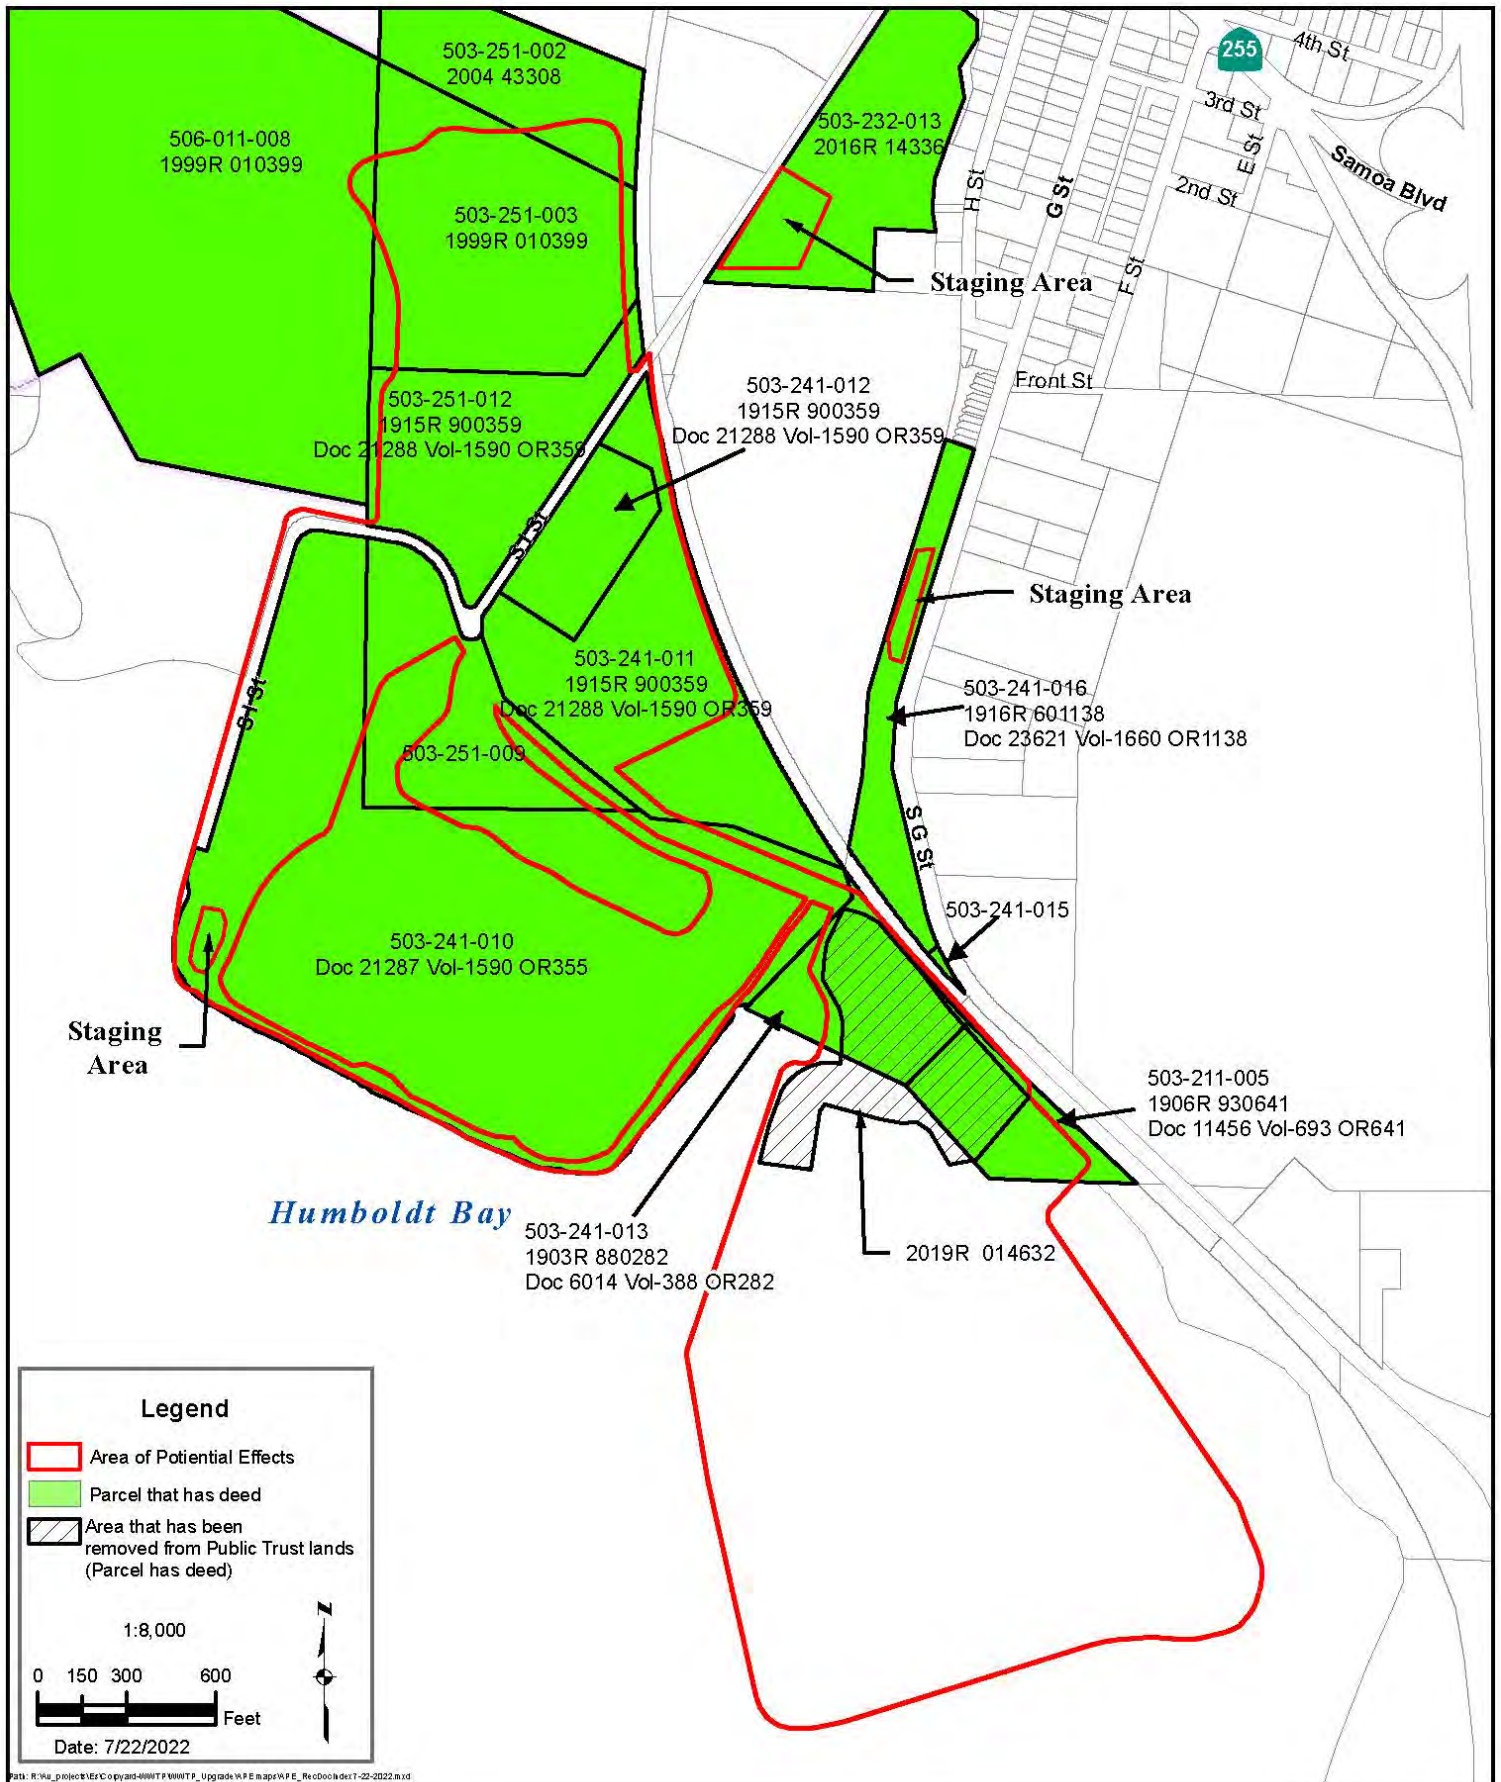 503-251-002
2004 43308
255
4th St
3rd St
E St
Samoa Blvd
2nd St
506-011-008
1999R 010399
503-232-013
2016R 14336
H St
G St
F St
503-251-003
1999R 010399
Staging Area
Front St
503-251-012
1915R 900359
Doc 21288 Vol-1590 OR359
503-241-012
1915R 900359
Doc 21288 Vol-1590 OR359
S I St
Staging Area
503-241-011
1915R 900359
Doc 21288 Vol-1590 OR359
S I St
503-241-016
1916R 601138
Doc 23621 Vol-1660 OR1138
503-251-009
S G St
503-241-015
503-241-010
Doc 21287 Vol-1590 OR355
Staging
Area
503-211-005
1906R 930641
Doc 11456 Vol-693 OR641
Humboldt Bay
503-241-013
1903R 880282
Doc 6014 Vol-388 OR282
2019R 014632
Legend
Area of Potiential Effects
Parcel that has deed
Area that has been
removed from Public Trust lands
(Parcel has deed)
1:8,000
N
0 150 300 600
Feet
Date: 7/22/2022